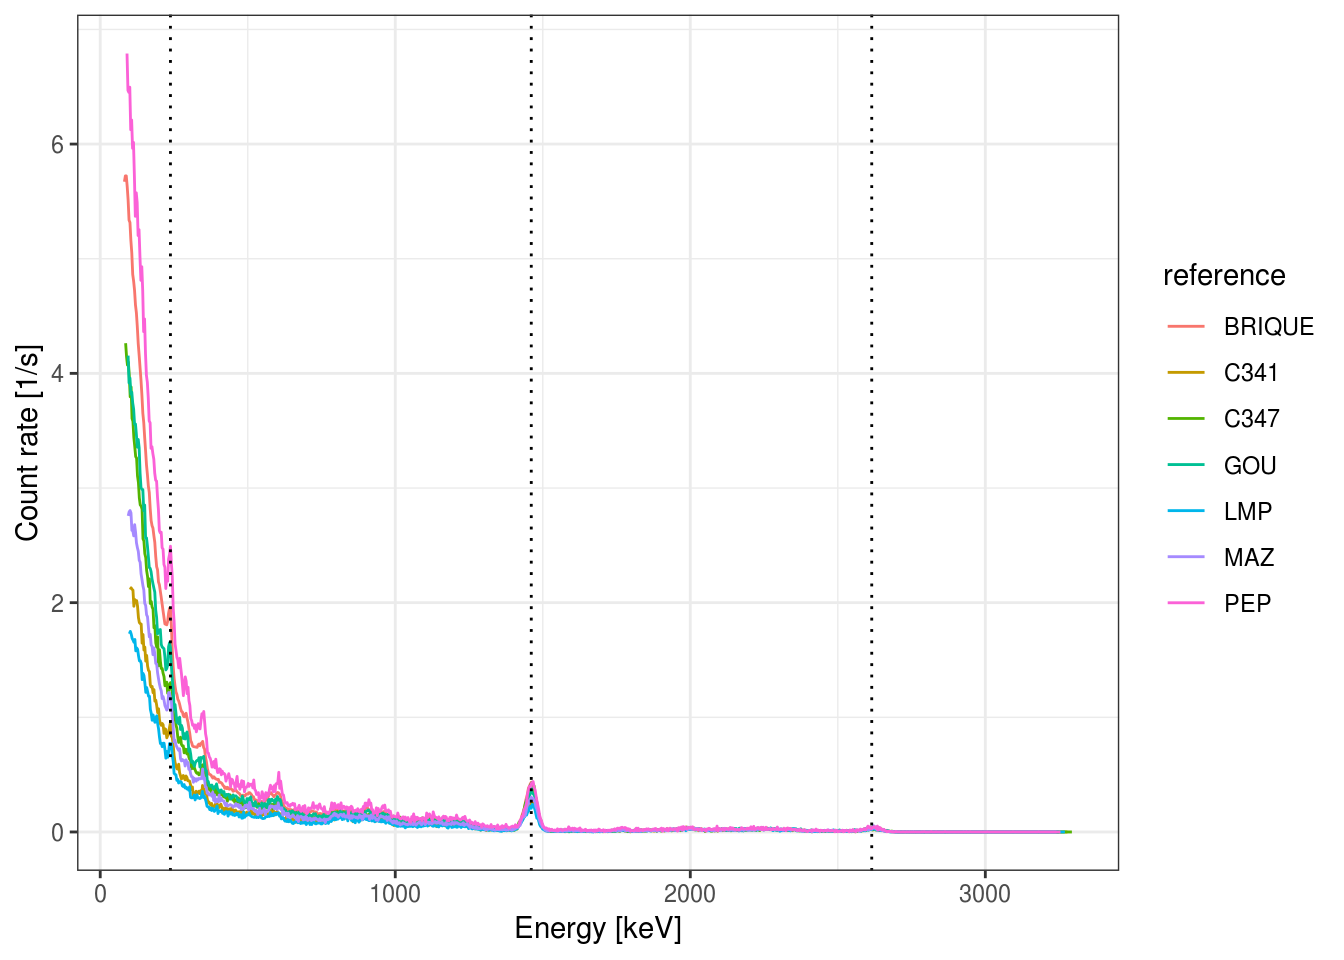 6
4
2
0
Count rate [1/s]
0 1000 2000 3000
Energy [keV]
reference
BRIQUE
C341
C347
GOU
LMP
MAZ
PEP